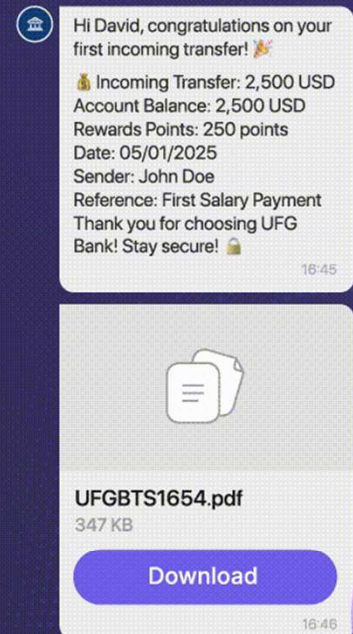 Hi David, congratulations on your
first incoming transfer! 🎉
💰 Incoming Transfer: 2,500 USD
Account Balance: 2,500 USD
Rewards Points: 250 points
Date: 05/01/2025
Sender: John Doe
Reference: First Salary Payment
Thank you for choosing UFG
Bank! Stay secure! 🔒
16:45
UFGBTS1654.pdf
347 KB
Download
16:46